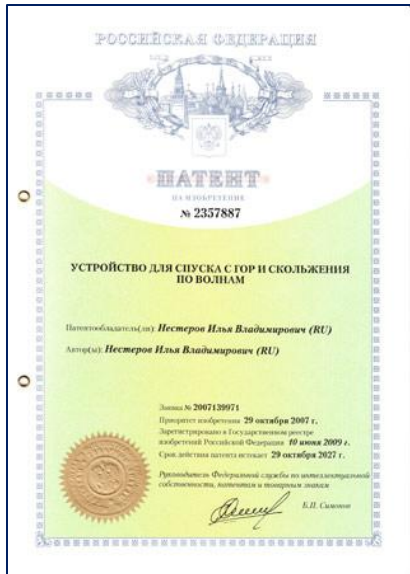 РОССИЙСКАЯ ФЕДЕРАЦИЯ
ПАТЕНТ
НА ИЗОБРЕТЕНИЕ
№ 2357887
УСТРОЙСТВО ДЛЯ СПУСКА С ГОР И СКОЛЬЖЕНИЯ
ПО ВОЛНАМ
Патентообладатель(ли): Нестеров Илья Владимирович (RU)
Автор(ы): Нестеров Илья Владимирович (RU)
Заявка № 2007139971
Приоритет изобретения 29 октября 2007 г.
Зарегистрировано в Государственном реестре
изобретений Российской Федерации 10 июня 2009 г.
Срок действия патента истекает 29 октября 2027 г.
Руководитель Федеральной службы по интеллектуальной
собственности, патентам и товарным знакам
Б.П. Симонов